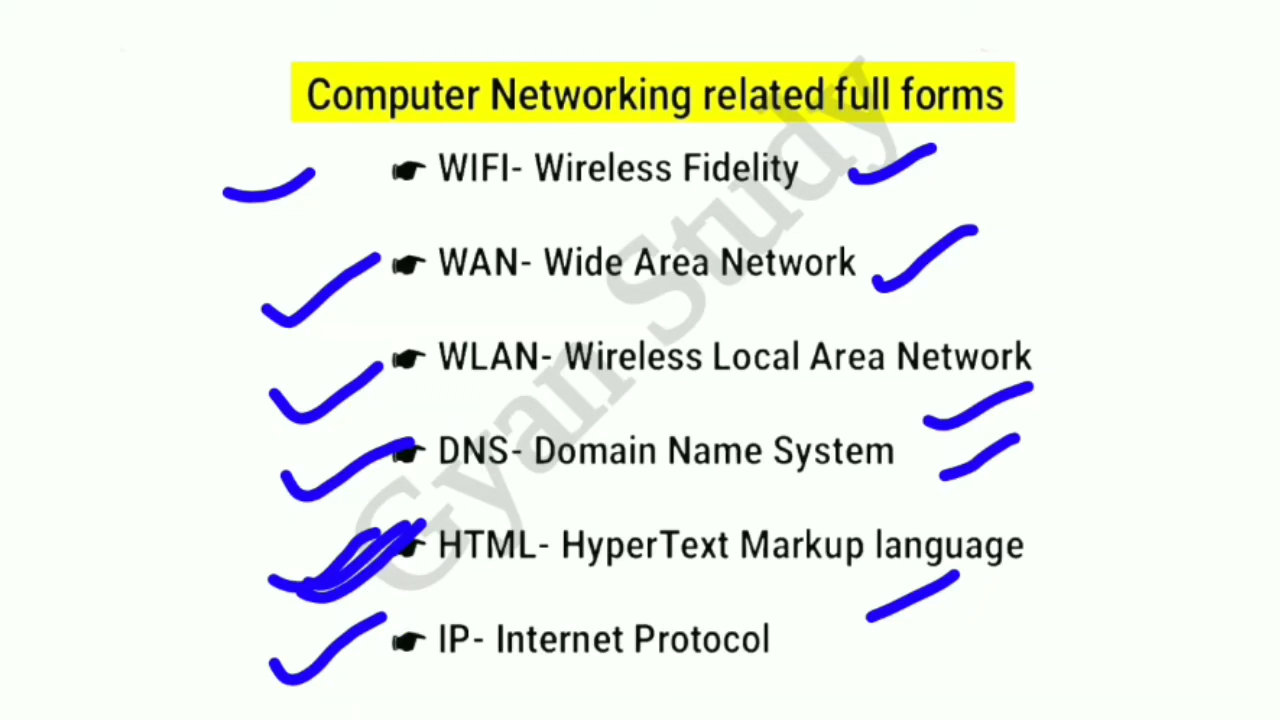 Computer Networking related full forms
WIFI- Wireless Fidelity
WAN- Wide Area Network
WLAN- Wireless Local Area Network
DNS- Domain Name System
HTML- HyperText Markup language
IP- Internet Protocol
Gyan Study